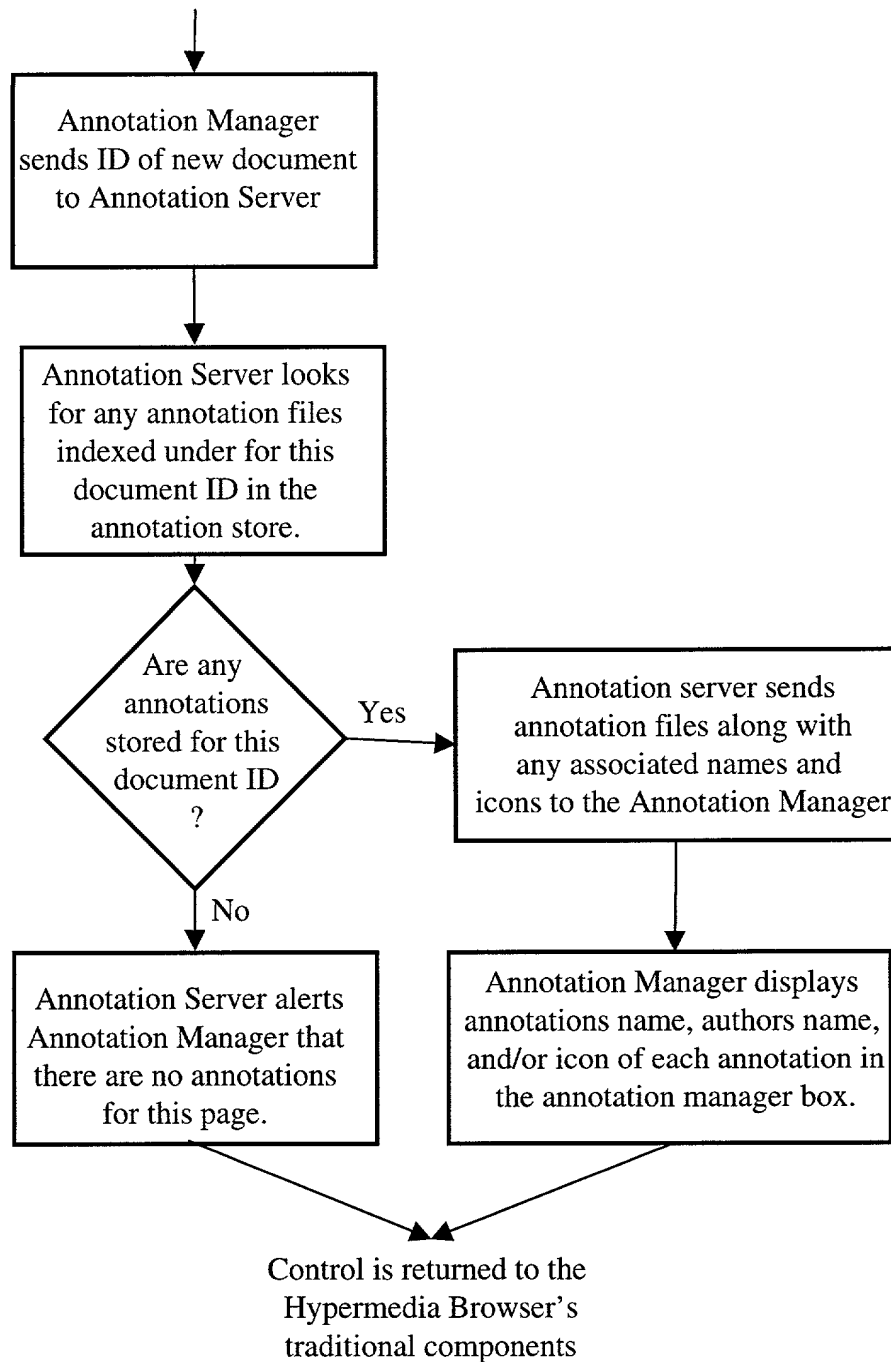 Annotation Manager
sends ID of new document
to Annotation Server
Annotation Server looks
for any annotation files
indexed under for this
document ID in the
annotation store.
Are any
annotations
stored for this
document ID
?
Yes
Annotation server sends
annotation files along with
any associated names and
icons to the Annotation Manager
No
Annotation Server alerts
Annotation Manager that
there are no annotations
for this page.
Annotation Manager displays
annotations name, authors name,
and/or icon of each annotation in
the annotation manager box.
Control is returned to the
Hypermedia Browser's
traditional components